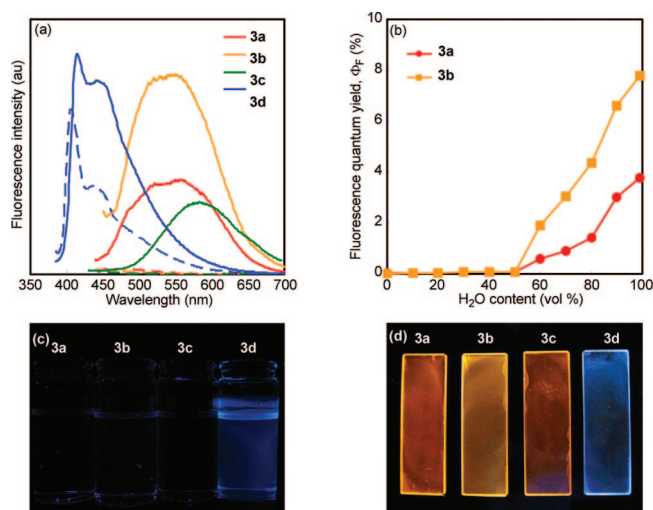 (a)
3a
3b
3c
3d
Fluorescence intensity (au)
350 400 450 500 550 600 650 700
Wavelength (nm)
(b)
3a
3b
Fluorescence quantum yield, ΦF (%)
10
8
6
4
2
0
0 20 40 60 80 100
H₂O content (vol %)
(c) 3a 3b 3c 3d
(d) 3a 3b 3c 3d